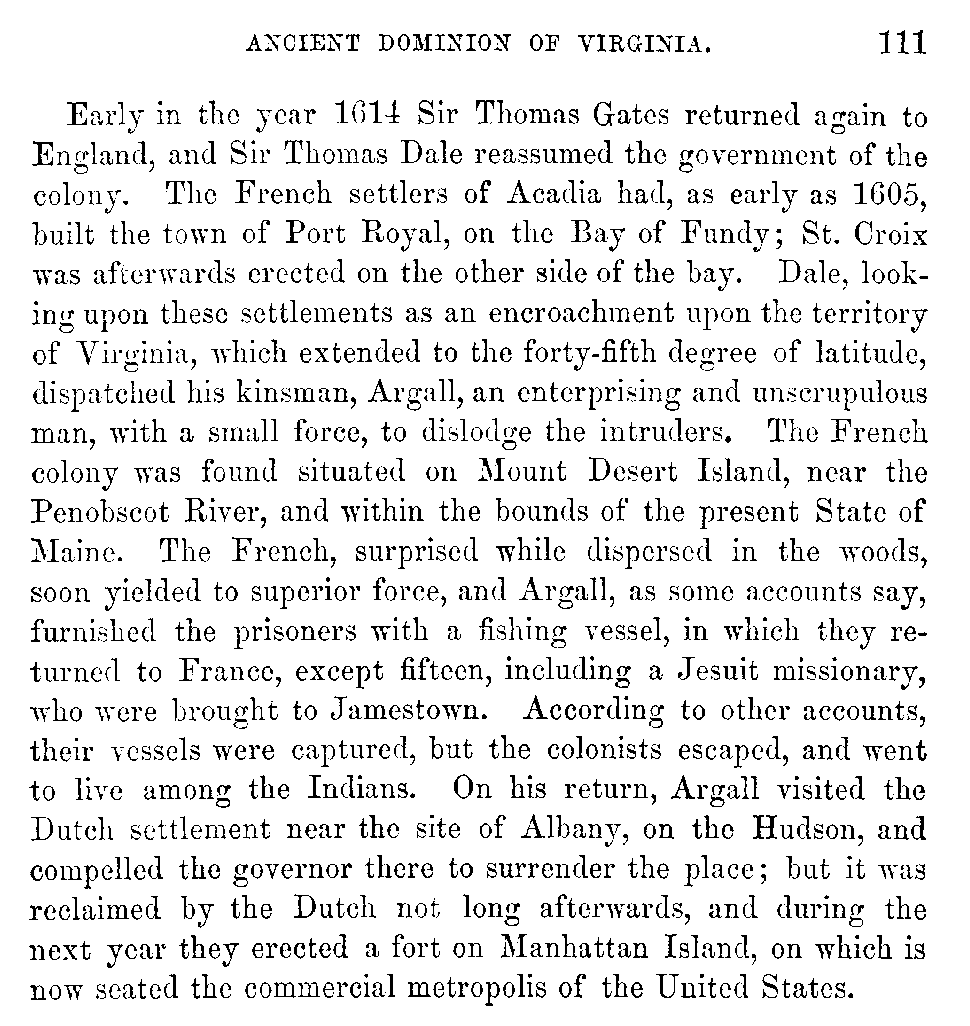 ANCIENT DOMINION OF VIRGINIA. 111
Early in the year 1614 Sir Thomas Gates returned again to
England, and Sir Thomas Dale reassumed the government of the
colony. The French settlers of Acadia had, as early as 1605,
built the town of Port Royal, on the Bay of Fundy; St. Croix
was afterwards erected on the other side of the bay. Dale, look-
ing upon these settlements as an encroachment upon the territory
of Virginia, which extended to the forty-fifth degree of latitude,
dispatched his kinsman, Argall, an enterprising and unscrupulous
man, with a small force, to dislodge the intruders. The French
colony was found situated on Mount Desert Island, near the
Penobscot River, and within the bounds of the present State of
Maine. The French, surprised while dispersed in the woods,
soon yielded to superior force, and Argall, as some accounts say,
furnished the prisoners with a fishing vessel, in which they re-
turned to France, except fifteen, including a Jesuit missionary,
who were brought to Jamestown. According to other accounts,
their vessels were captured, but the colonists escaped, and went
to live among the Indians. On his return, Argall visited the
Dutch settlement near the site of Albany, on the Hudson, and
compelled the governor there to surrender the place; but it was
reclaimed by the Dutch not long afterwards, and during the
next year they erected a fort on Manhattan Island, on which is
now seated the commercial metropolis of the United States.